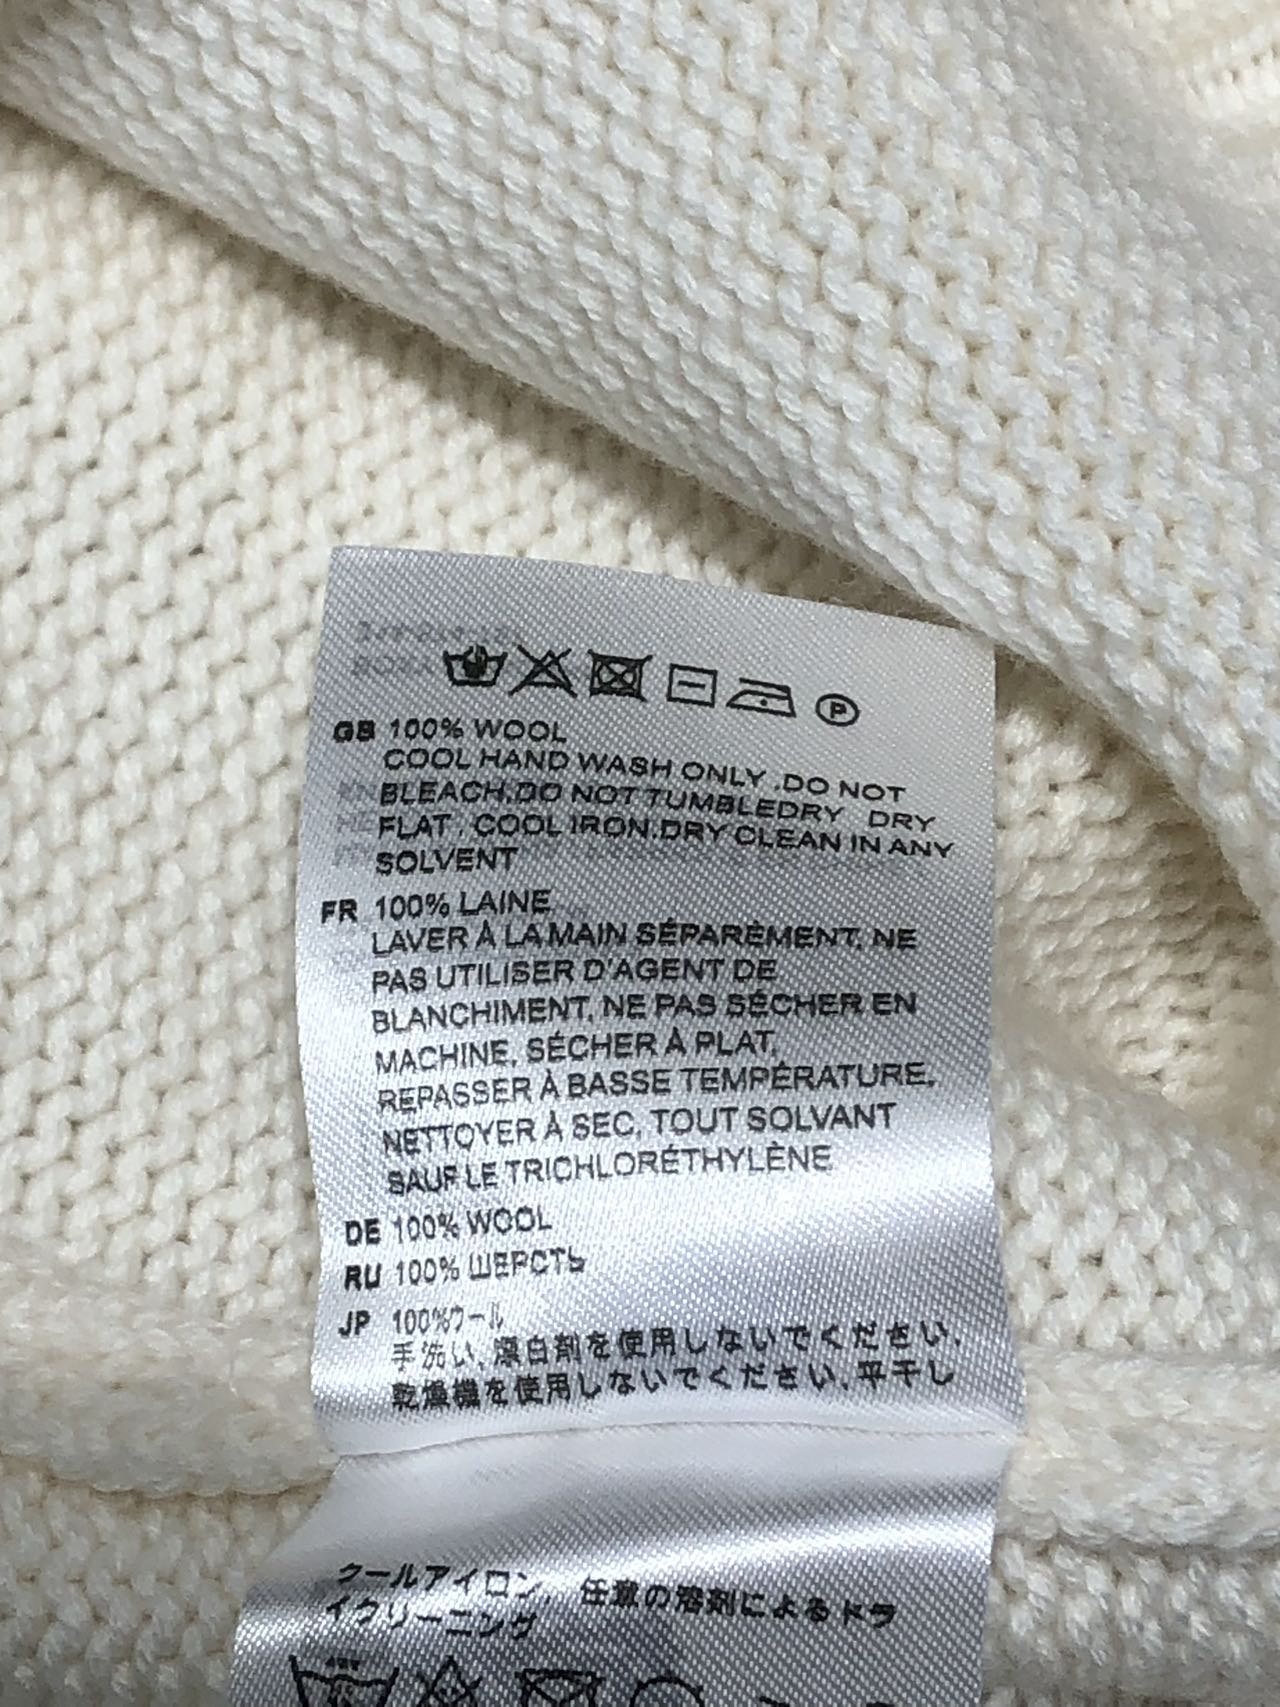 P
GB 100% WOOL
COOL HAND WASH ONLY .DO NOT
BLEACH,DO NOT TUMBLEDRY DRY
FLAT . COOL IRON.DRY CLEAN IN ANY
SOLVENT
FR 100% LAINE
LAVER À LA MAIN SÉPARÉMENT, NE
PAS UTILISER D'AGENT DE
BLANCHIMENT, NE PAS SÉCHER EN
MACHINE, SÉCHER À PLAT,
REPASSER À BASSE TEMPÉRATURE,
NETTOYER À SEC, TOUT SOLVANT
SAUF LE TRICHLORÉTHYLÈNE
DE 100% WOOL
RU 100% ШЕРСТЬ
JP 100%ウール
手洗い,漂白剤を使用しないでください,
乾燥機を使用しないでください,平干し
クールアイロン, 任意の溶剤によるドラ
イクリーニング